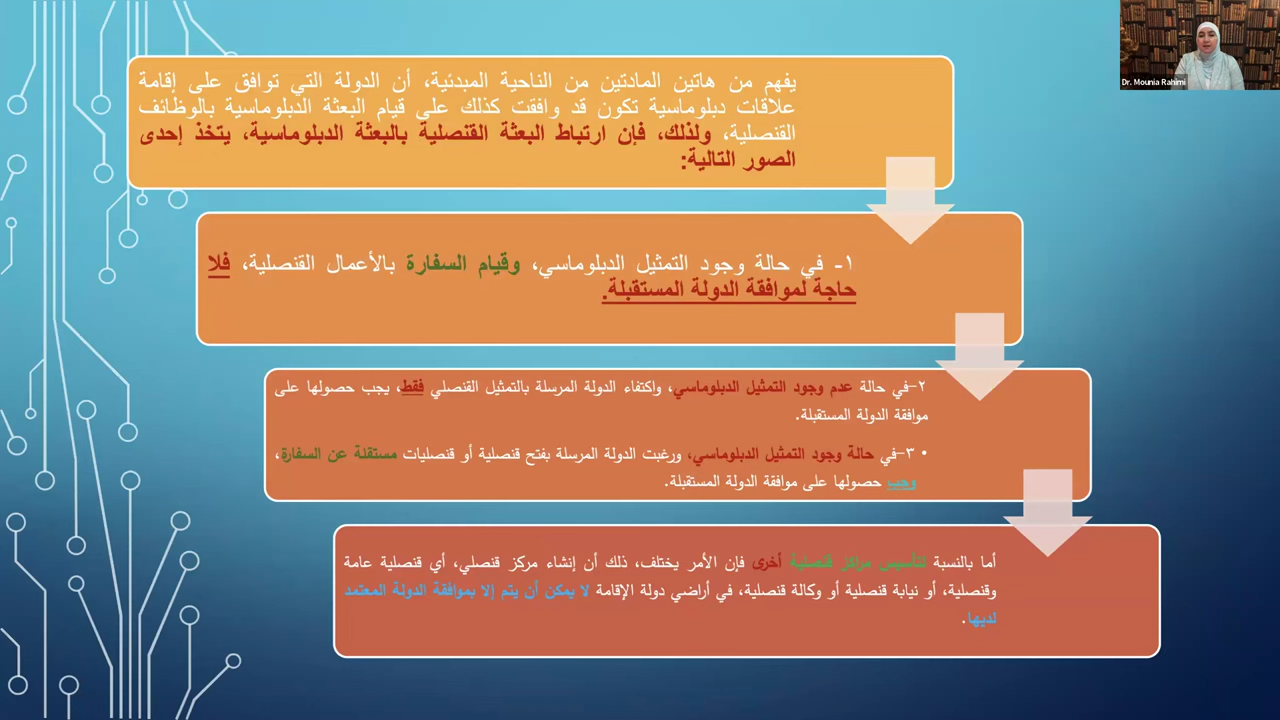 Dr. Mounia Rahimi
يفهم من هاتين المادتين من الناحية المبدئية، أن الدولة التي توافق على إقامة
علاقات دبلوماسية تكون قد وافقت كذلك على قيام البعثة الدبلوماسية بالوظائف
القنصلية، ولذلك، فإن ارتباط البعثة القنصلية بالبعثة الدبلوماسية، يتخذ إحدى
الصور التالية:
١- في حالة وجود التمثيل الدبلوماسي، وقيام السفارة بالأعمال القنصلية، فلا
حاجة لموافقة الدولة المستقبلة.
٢-في حالة عدم وجود التمثيل الدبلوماسي، واكتفاء الدولة المرسلة بالتمثيل القنصلي فقط، يجب حصولها على
موافقة الدولة المستقبلة.
• ٣-في حالة وجود التمثيل الدبلوماسي، ورغبت الدولة المرسلة بفتح قنصلية أو قنصليات مستقلة عن السفارة،
وجب حصولها على موافقة الدولة المستقبلة.
أما بالنسبة لتأسيس مراكز قنصلية أخرى فإن الأمر يختلف، ذلك أن إنشاء مركز قنصلي، أي قنصلية عامة
وقنصلية، أو نيابة قنصلية أو وكالة قنصلية، في أراضي دولة الإقامة لا يمكن أن يتم إلا بموافقة الدولة المعتمد
لديها.